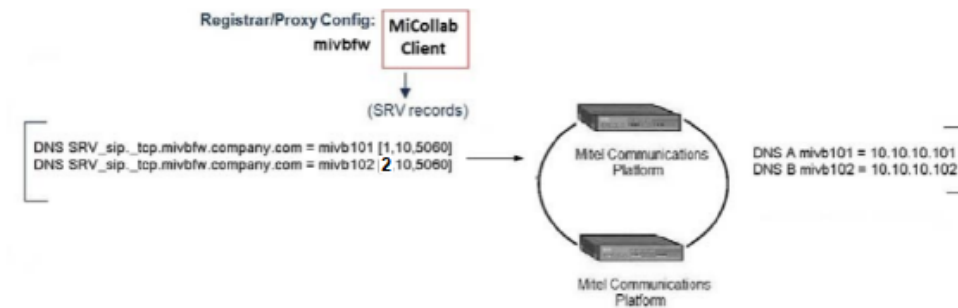 Registrar/Proxy Config:
mivbfw
MiCollab
Client
(SRV records)
DNS SRV_sip._tcp.mivbfw.company.com = mivb101 [1,10,5060]
DNS SRV_sip._tcp.mivbfw.company.com = mivb102 [2,10,5060]
Mitel Communications
Platform
DNS A mivb101 = 10.10.10.101
DNS B mivb102 = 10.10.10.102
Mitel Communications
Platform